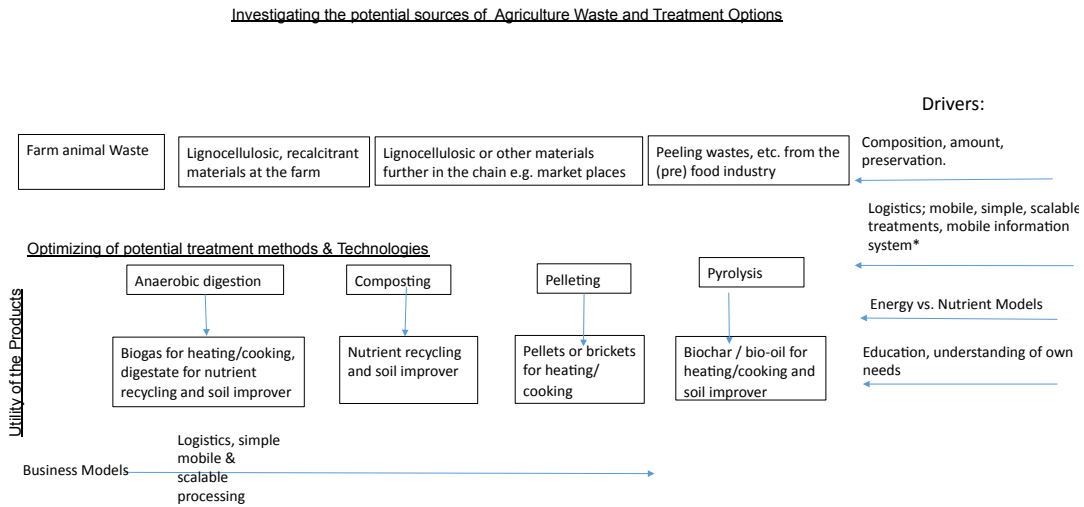 Investigating the potential sources of Agriculture Waste and Treatment Options
Drivers:
Farm animal Waste
Lignocellulosic, recalcitrant
materials at the farm
Lignocellulosic or other materials
further in the chain e.g. market places
Peeling wastes, etc. from the
(pre) food industry
Composition, amount,
preservation.
Logistics; mobile, simple, scalable
treatments, mobile information
system*
Optimizing of potential treatment methods & Technologies
Anaerobic digestion
Composting
Pelleting
Pyrolysis
Energy vs. Nutrient Models
Utility of the Products
Biogas for heating/cooking,
digestate for nutrient
recycling and soil improver
Nutrient recycling
and soil improver
Pellets or brickets
for heating/
cooking
Biochar / bio-oil for
heating/cooking and
soil improver
Education, understanding of own
needs
Business Models
Logistics, simple
mobile &
scalable
processing